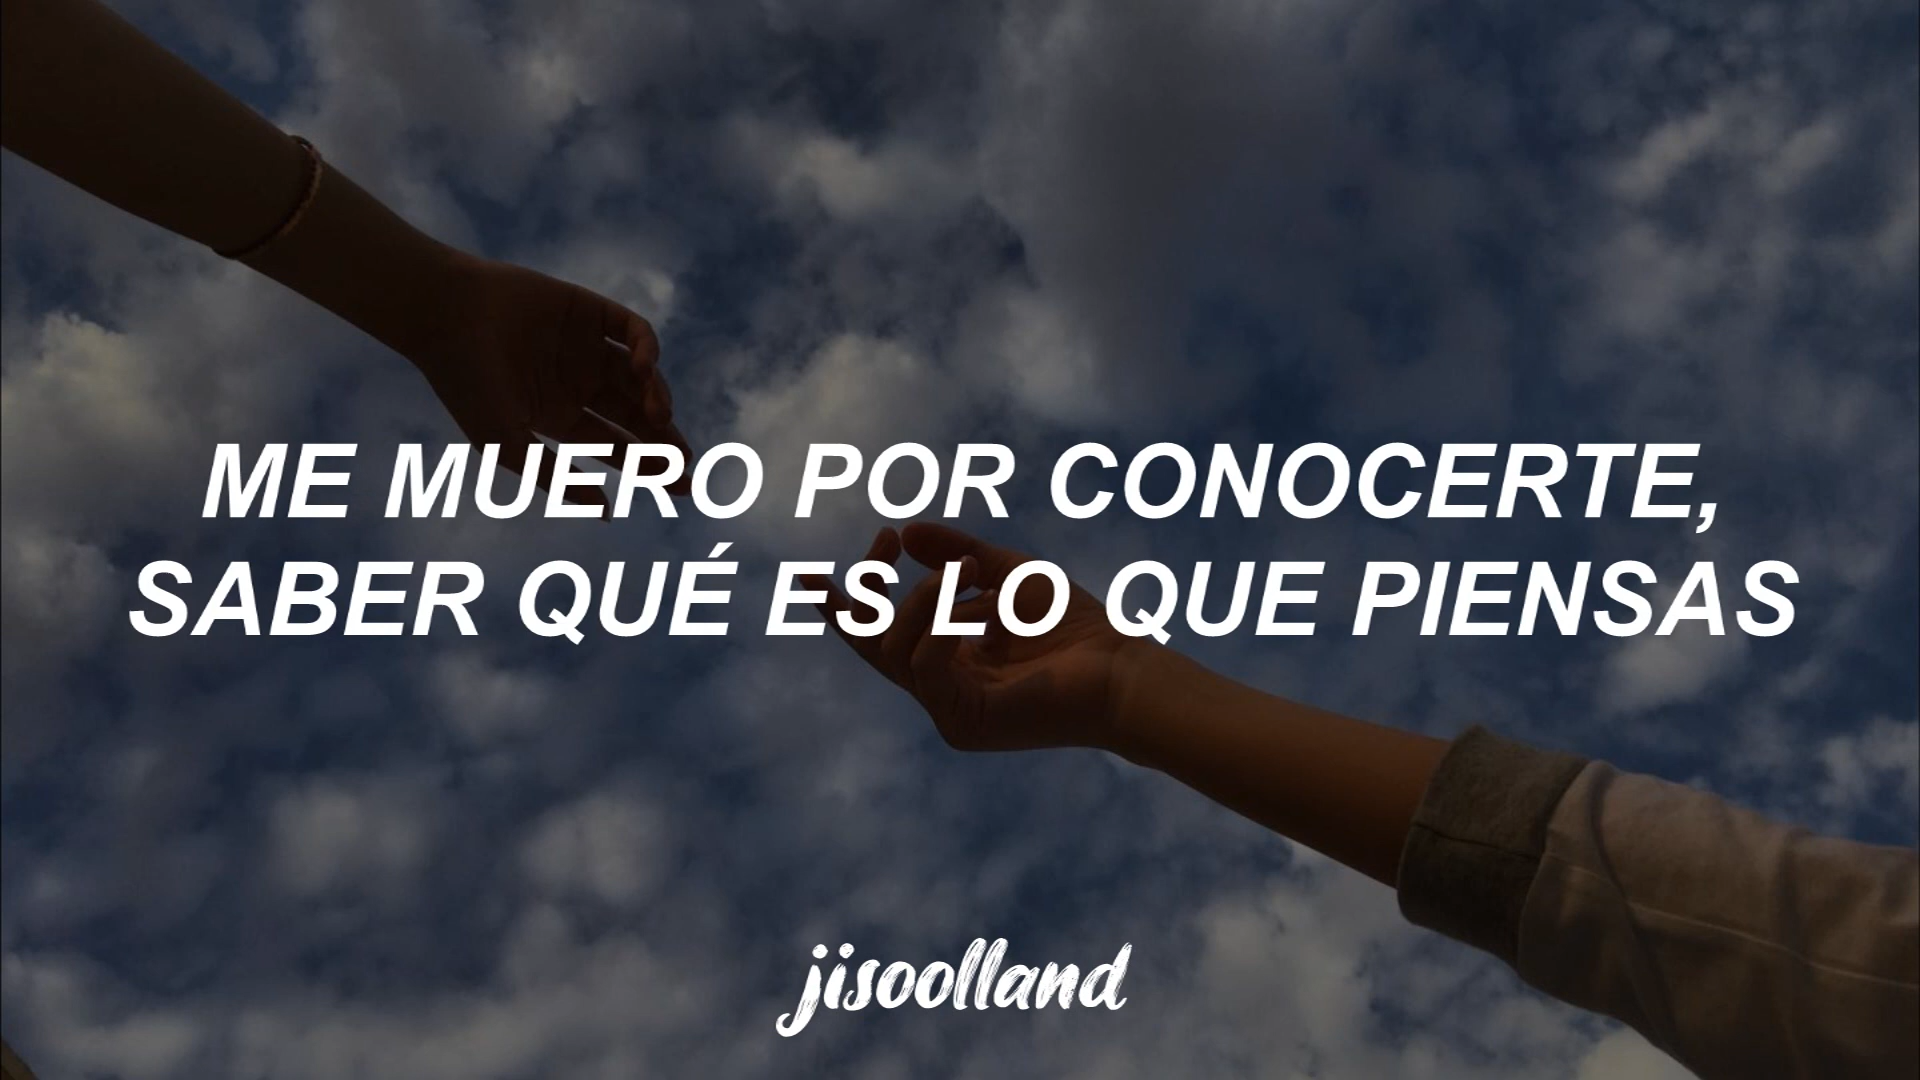 ME MUERO POR CONOCERTE,
SABER QUÉ ES LO QUE PIENSAS
jisoolland